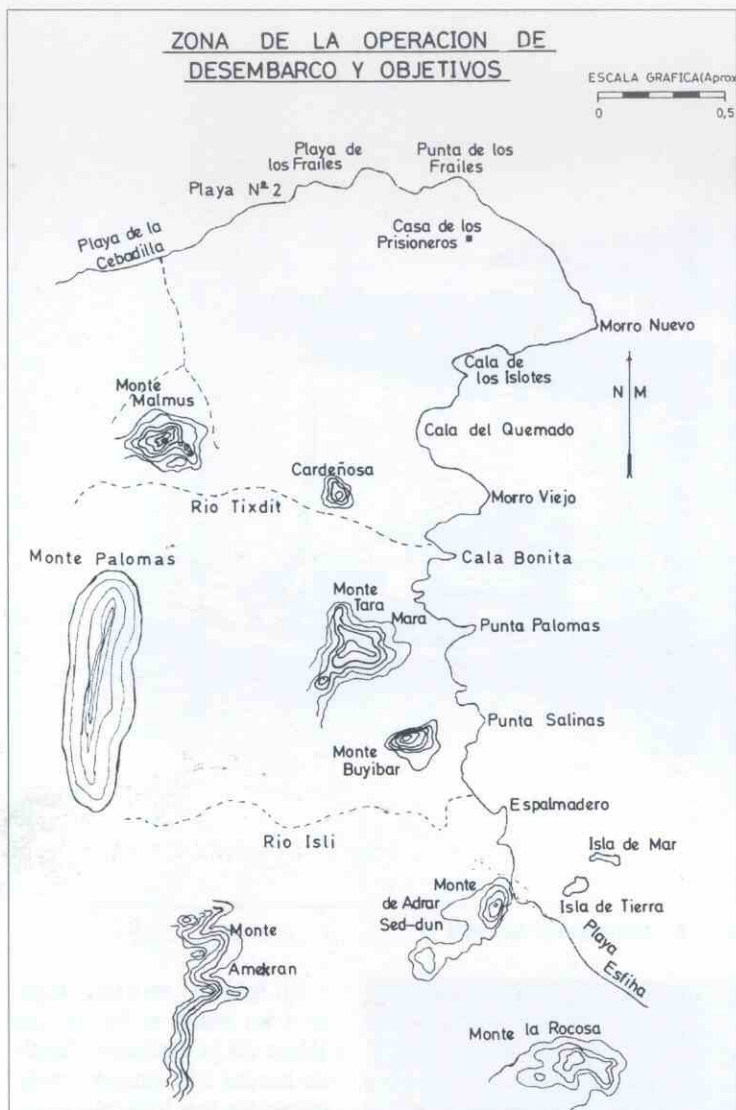 ZONA DE LA OPERACION DE
DESEMBARCO Y OBJETIVOS
ESCALA GRAFICA(Aprox
0 0,5
Playa de
los Frailes
Punta de los
Frailes
Playa Nº 2
Casa de los
Prisioneros
Playa de la
Cebadilla
Morro Nuevo
Cala de
los Islotes
N M
Monte
Malmus
Cala del Quemado
Cardeñosa
Morro Viejo
Rio Tixdit
Monte Palomas
Cala Bonita
Monte
Tara
Mara
Punta Palomas
Punta Salinas
Monte
Buyibar
Espalmadero
Rio Isli
Isla de Mar
Monte
de Adrar
Sed-dun
Isla de Tierra
Playa
Esfiha
Monte
Amekran
Monte la Rocosa